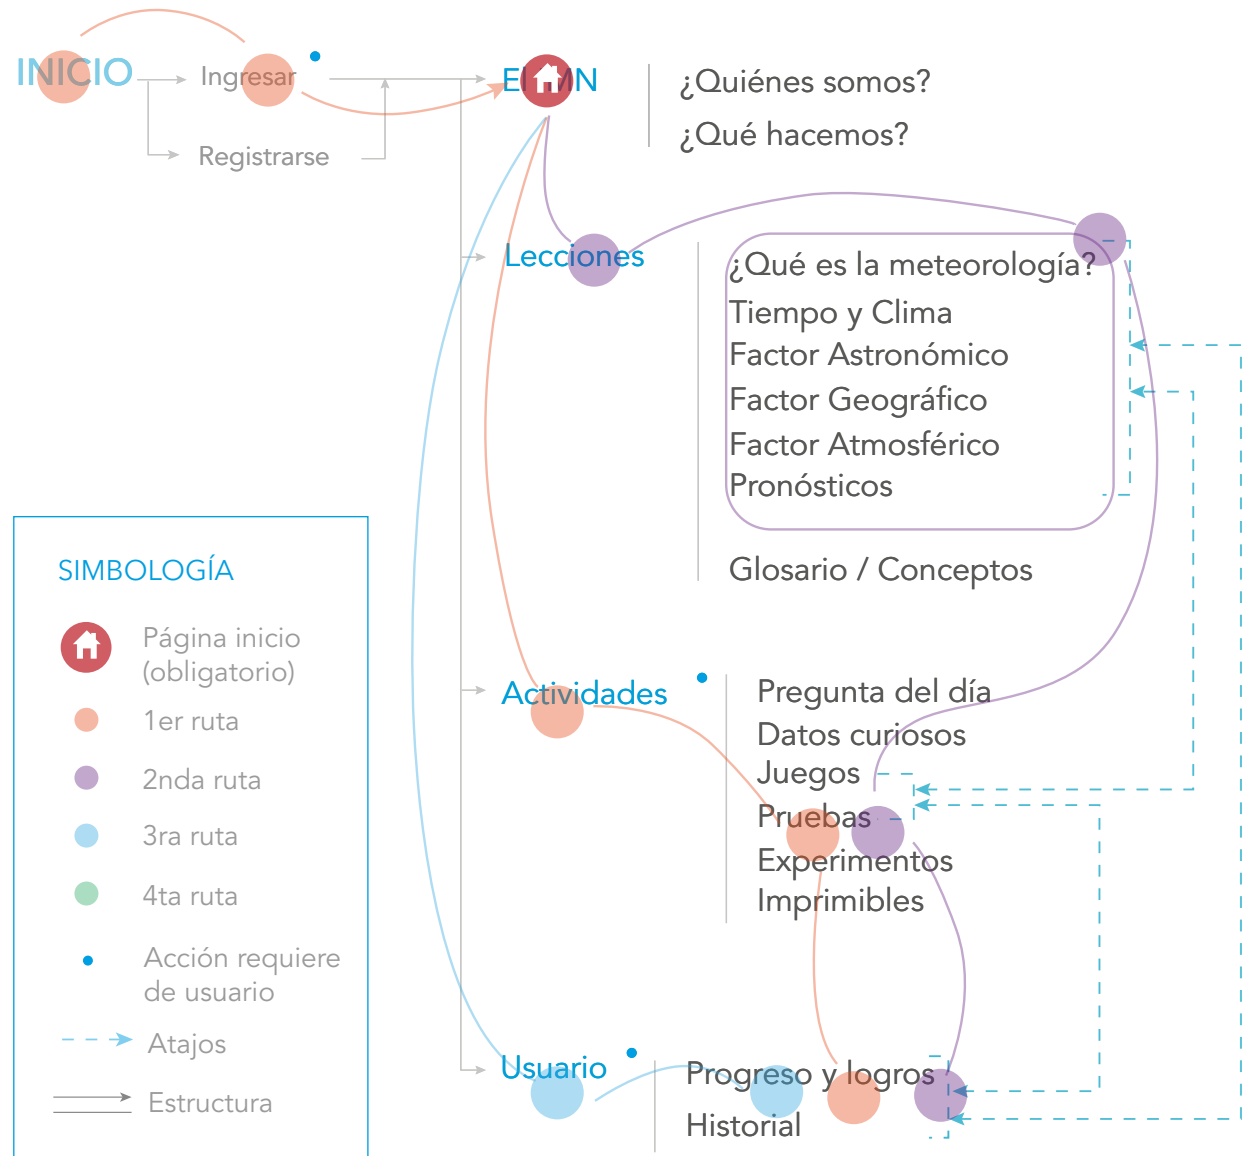 INICIO
Ingresar
Registrarse
El IMN
¿Quiénes somos?
¿Qué hacemos?
Lecciones
¿Qué es la meteorología?
Tiempo y Clima
Factor Astronómico
Factor Geográfico
Factor Atmosférico
Pronósticos
Glosario / Conceptos
Actividades
Pregunta del día
Datos curiosos
Juegos
Pruebas
Experimentos
Imprimibles
Usuario
Progreso y logros
Historial
SIMBOLOGÍA
Página inicio
(obligatorio)
1er ruta
2nda ruta
3ra ruta
4ta ruta
Acción requiere
de usuario
Atajos
Estructura